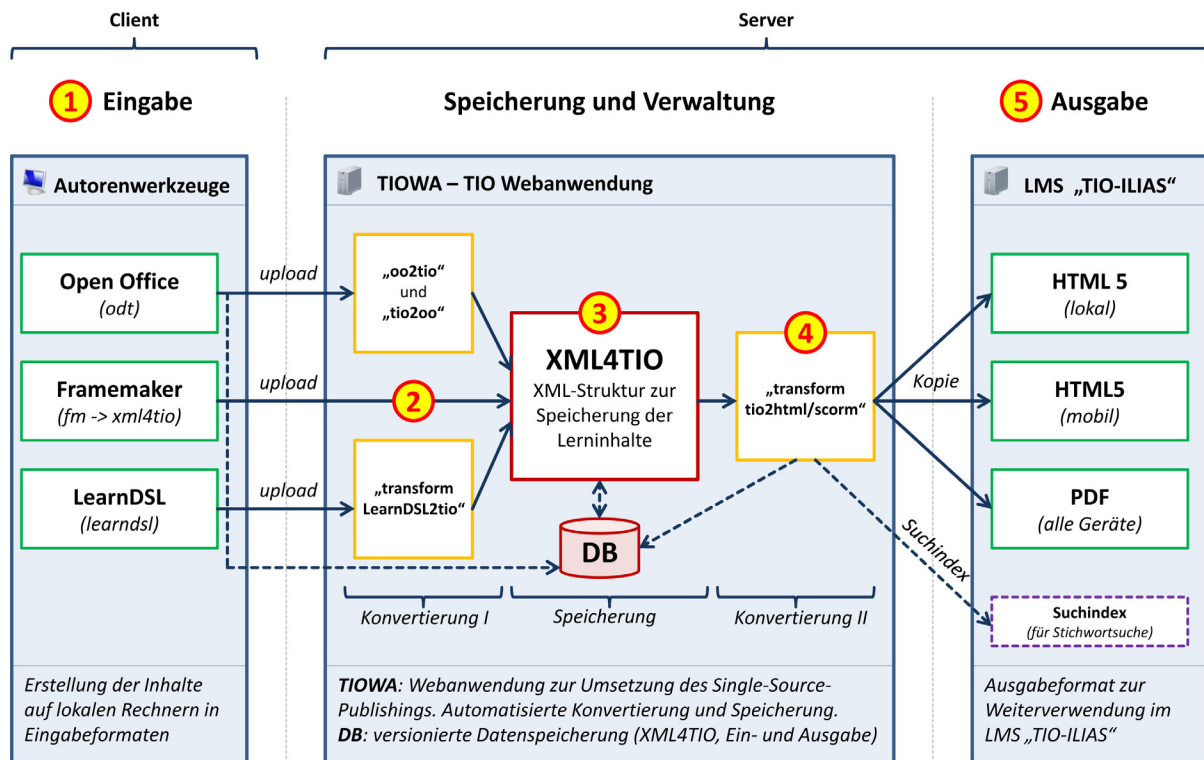 Client
Server
1 Eingabe
Speicherung und Verwaltung
5 Ausgabe
Autorenwerkzeuge
Open Office
(odt)
Framemaker
(fm -> xml4tio)
LearnDSL
(learndsl)
Erstellung der Inhalte
auf lokalen Rechnern in
Eingabeformaten
upload
upload
upload
TIOWA – TIO Webanwendung
„oo2tio“
und
„tio2oo“
2
„transform
LearnDSL2tio“
3
XML4TIO
XML-Struktur zur
Speicherung der
Lerninhalte
DB
4
„transform
tio2html/scorm“
Konvertierung I
Speicherung
Konvertierung II
TIOWA: Webanwendung zur Umsetzung des Single-Source-
Publishings. Automatisierte Konvertierung und Speicherung.
DB: versionierte Datenspeicherung (XML4TIO, Ein- und Ausgabe)
Kopie
Suchindex
LMS „TIO-ILIAS“
HTML 5
(lokal)
HTML5
(mobil)
PDF
(alle Geräte)
Suchindex
(für Stichwortsuche)
Ausgabeformat zur
Weiterverwendung im
LMS „TIO-ILIAS“